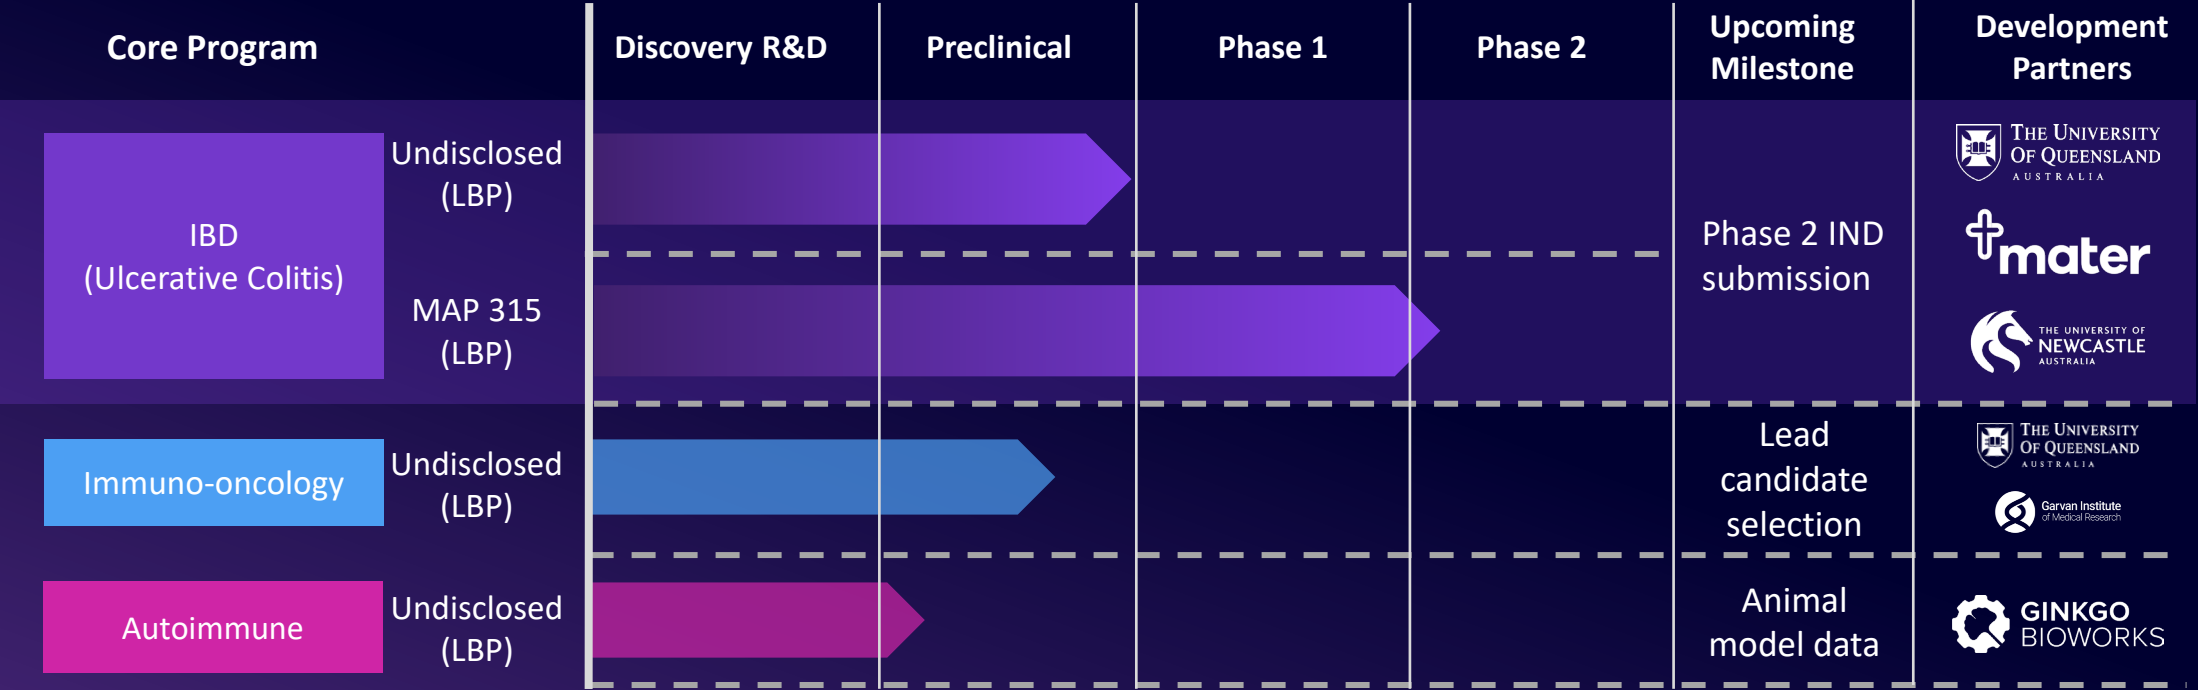 Core Program
Discovery R&D
Preclinical
Phase 1
Phase 2
Upcoming
Milestone
Development
Partners
IBD
(Ulcerative Colitis)
Undisclosed
(LBP)
MAP 315
(LBP)
Phase 2 IND
submission
THE UNIVERSITY
OF QUEENSLAND
AUSTRALIA
mater
THE UNIVERSITY OF
NEWCASTLE
AUSTRALIA
Immuno-oncology
Undisclosed
(LBP)
Lead
candidate
selection
THE UNIVERSITY
OF QUEENSLAND
AUSTRALIA
Garvan Institute
of Medical Research
Autoimmune
Undisclosed
(LBP)
Animal
model data
GINKGO
BIOWORKS